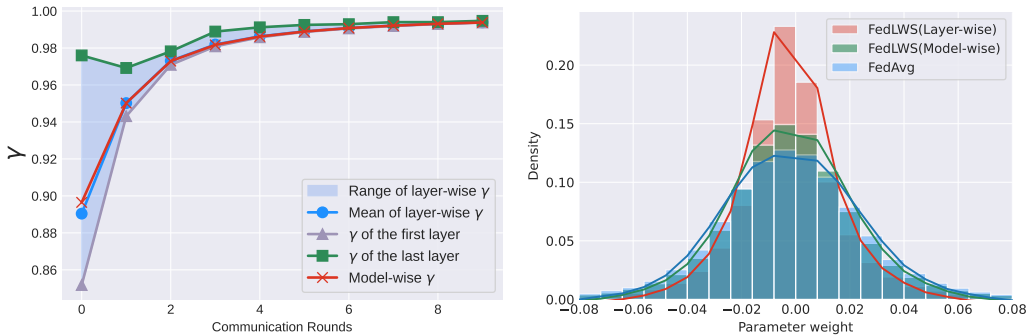 1.00
0.98
0.96
0.94
0.92
0.90
0.88
0.86
γ
0 2 4 6 8
Communication Rounds
Range of layer-wise γ
Mean of layer-wise γ
γ of the first layer
γ of the last layer
Model-wise γ
0.20
0.15
0.10
0.05
0.00
Density
−0.08 −0.06 −0.04 −0.02 0.00 0.02 0.04 0.06 0.08
Parameter weight
FedLWS(Layer-wise)
FedLWS(Model-wise)
FedAvg